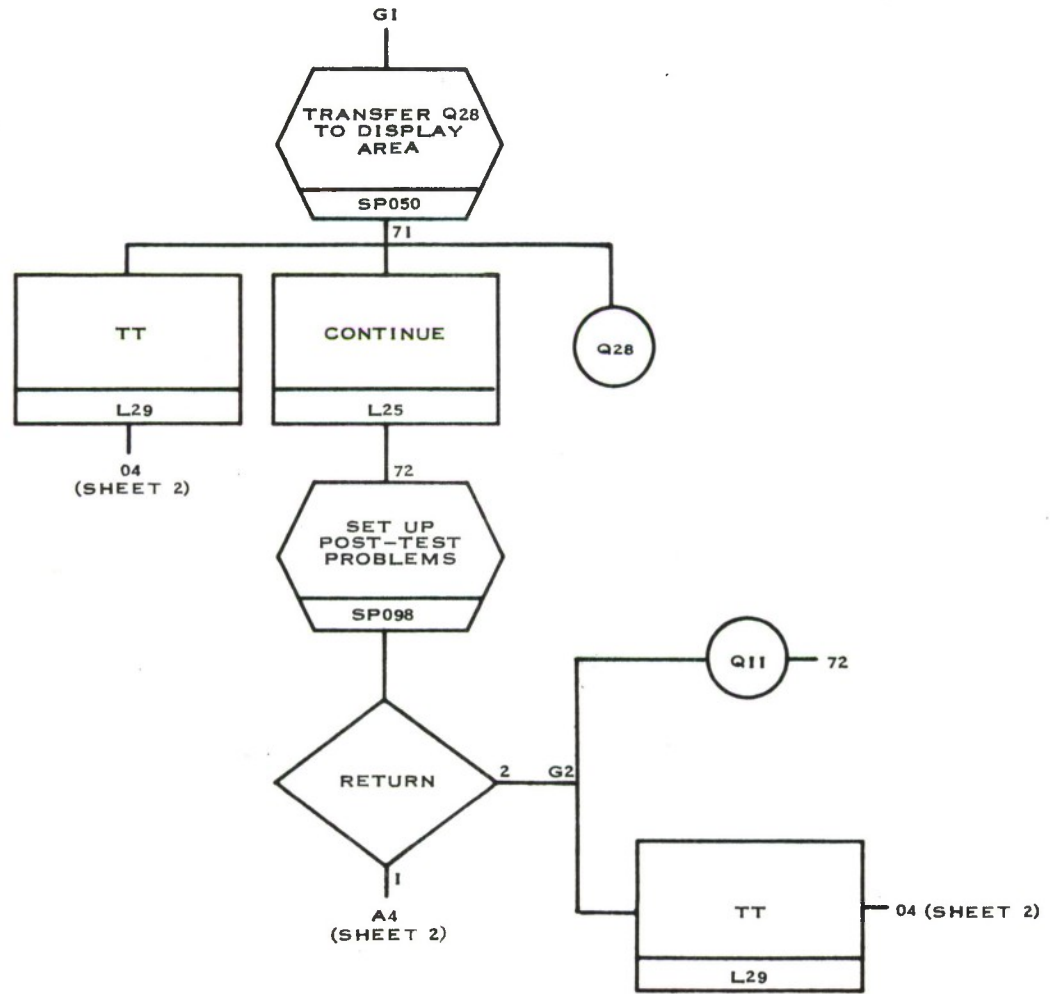 G1
TRANSFER Q28
TO DISPLAY
AREA
SP050
71
TT
L29
04
(SHEET 2)
CONTINUE
L25
Q28
72
SET UP
POST-TEST
PROBLEMS
SP098
RETURN
2
G2
Q11
72
1
A4
(SHEET 2)
TT
L29
04 (SHEET 2)